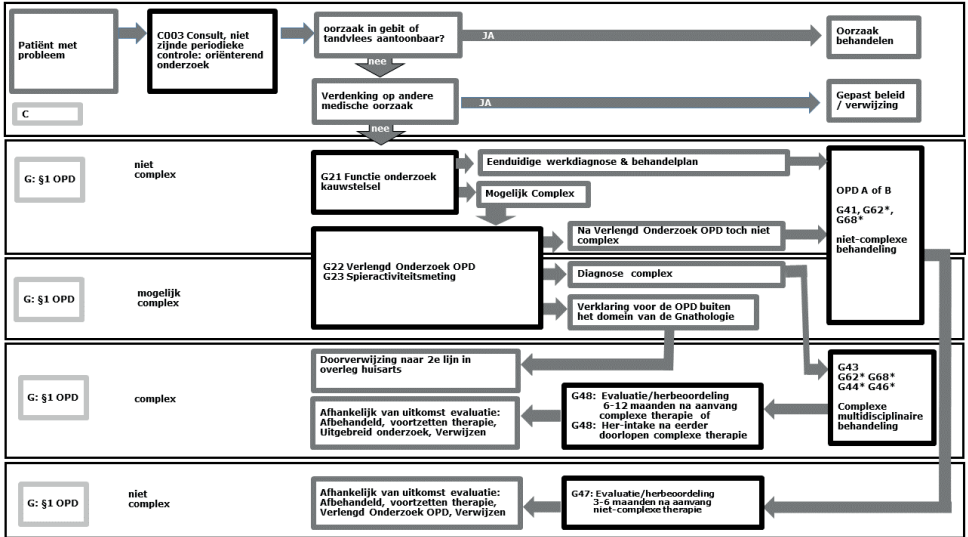 Patiënt met
probleem
C003 Consult, niet
zijnde periodieke
controle: oriënterend
onderzoek
oorzaak in gebit of
tandvlees aantoonbaar?
JA
Oorzaak
behandelen
nee
C
Verdenking op andere
medische oorzaak
JA
Gepast beleid
/ verwijzing
nee
G: §1 OPD
niet
complex
G21 Functie onderzoek
kauwstelsel
Eenduidige werkdiagnose & behandelplan
Mogelijk Complex
OPD A of B
G41, G62*,
G68*
niet-complexe
behandeling
Na Verlengd Onderzoek OPD toch niet
complex
G22 Verlengd Onderzoek OPD
G23 Spieractiviteitsmeting
G: §1 OPD
mogelijk
complex
Diagnose complex
Verklaring voor de OPD buiten
het domein van de Gnathologie
G: §1 OPD
complex
Doorverwijzing naar 2e lijn in
overleg huisarts
Afhankelijk van uitkomst evaluatie:
Afbehandeld, voortzetten therapie,
Uitgebreid onderzoek, Verwijzen
G48: Evaluatie/herbeoordeling
6-12 maanden na aanvang
complexe therapie of
G48: Her-intake na eerder
doorlopen complexe therapie
G43
G62* G68*
G44* G46*
Complexe
multidisciplinaire
behandeling
G: §1 OPD
niet
complex
Afhankelijk van uitkomst evaluatie:
Afbehandeld, voortzetten therapie,
Verlengd Onderzoek OPD, Verwijzen
G47: Evaluatie/herbeoordeling
3-6 maanden na aanvang
niet-complexe therapie